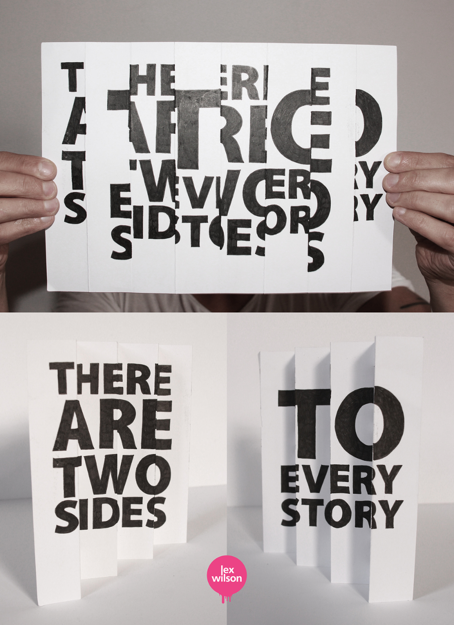 THERE
ARE
TWO
SIDES
TO
EVERY
STORY
lex
wilson